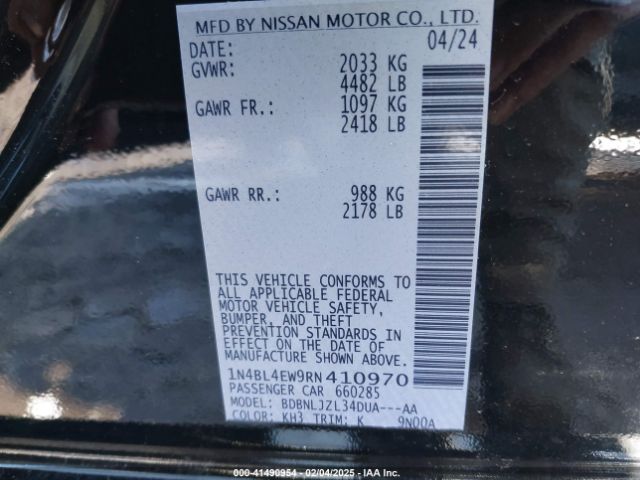 MFD BY NISSAN MOTOR CO., LTD.
DATE: 04/24
GVWR: 2033 KG
4482 LB
GAWR FR.: 1097 KG
2418 LB
GAWR RR.: 988 KG
2178 LB
THIS VEHICLE CONFORMS TO
ALL APPLICABLE FEDERAL
MOTOR VEHICLE SAFETY,
BUMPER, AND THEFT
PREVENTION STANDARDS IN
EFFECT ON THE DATE OF
MANUFACTURE SHOWN ABOVE.
1N4BL4EW9RN410970
PASSENGER CAR 660285
MODEL: BDBNLJZL34DUA---AA
COLOR: KH3 TRIM: K 9N00A
000-41490954 - 02/04/2025 - IAA Inc.